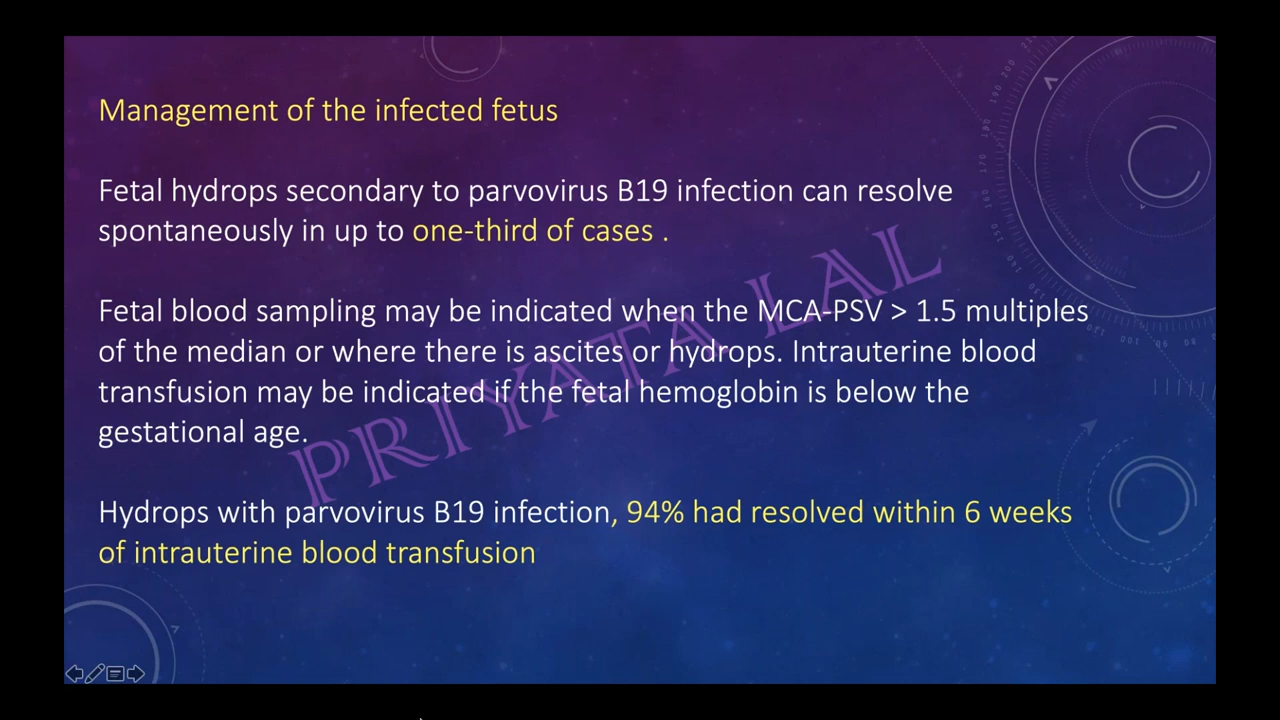 Management of the infected fetus
Fetal hydrops secondary to parvovirus B19 infection can resolve
spontaneously in up to one-third of cases .
Fetal blood sampling may be indicated when the MCA-PSV > 1.5 multiples
of the median or where there is ascites or hydrops. Intrauterine blood
transfusion may be indicated if the fetal hemoglobin is below the
gestational age.
Hydrops with parvovirus B19 infection, 94% had resolved within 6 weeks
of intrauterine blood transfusion
PRIYATA LAL